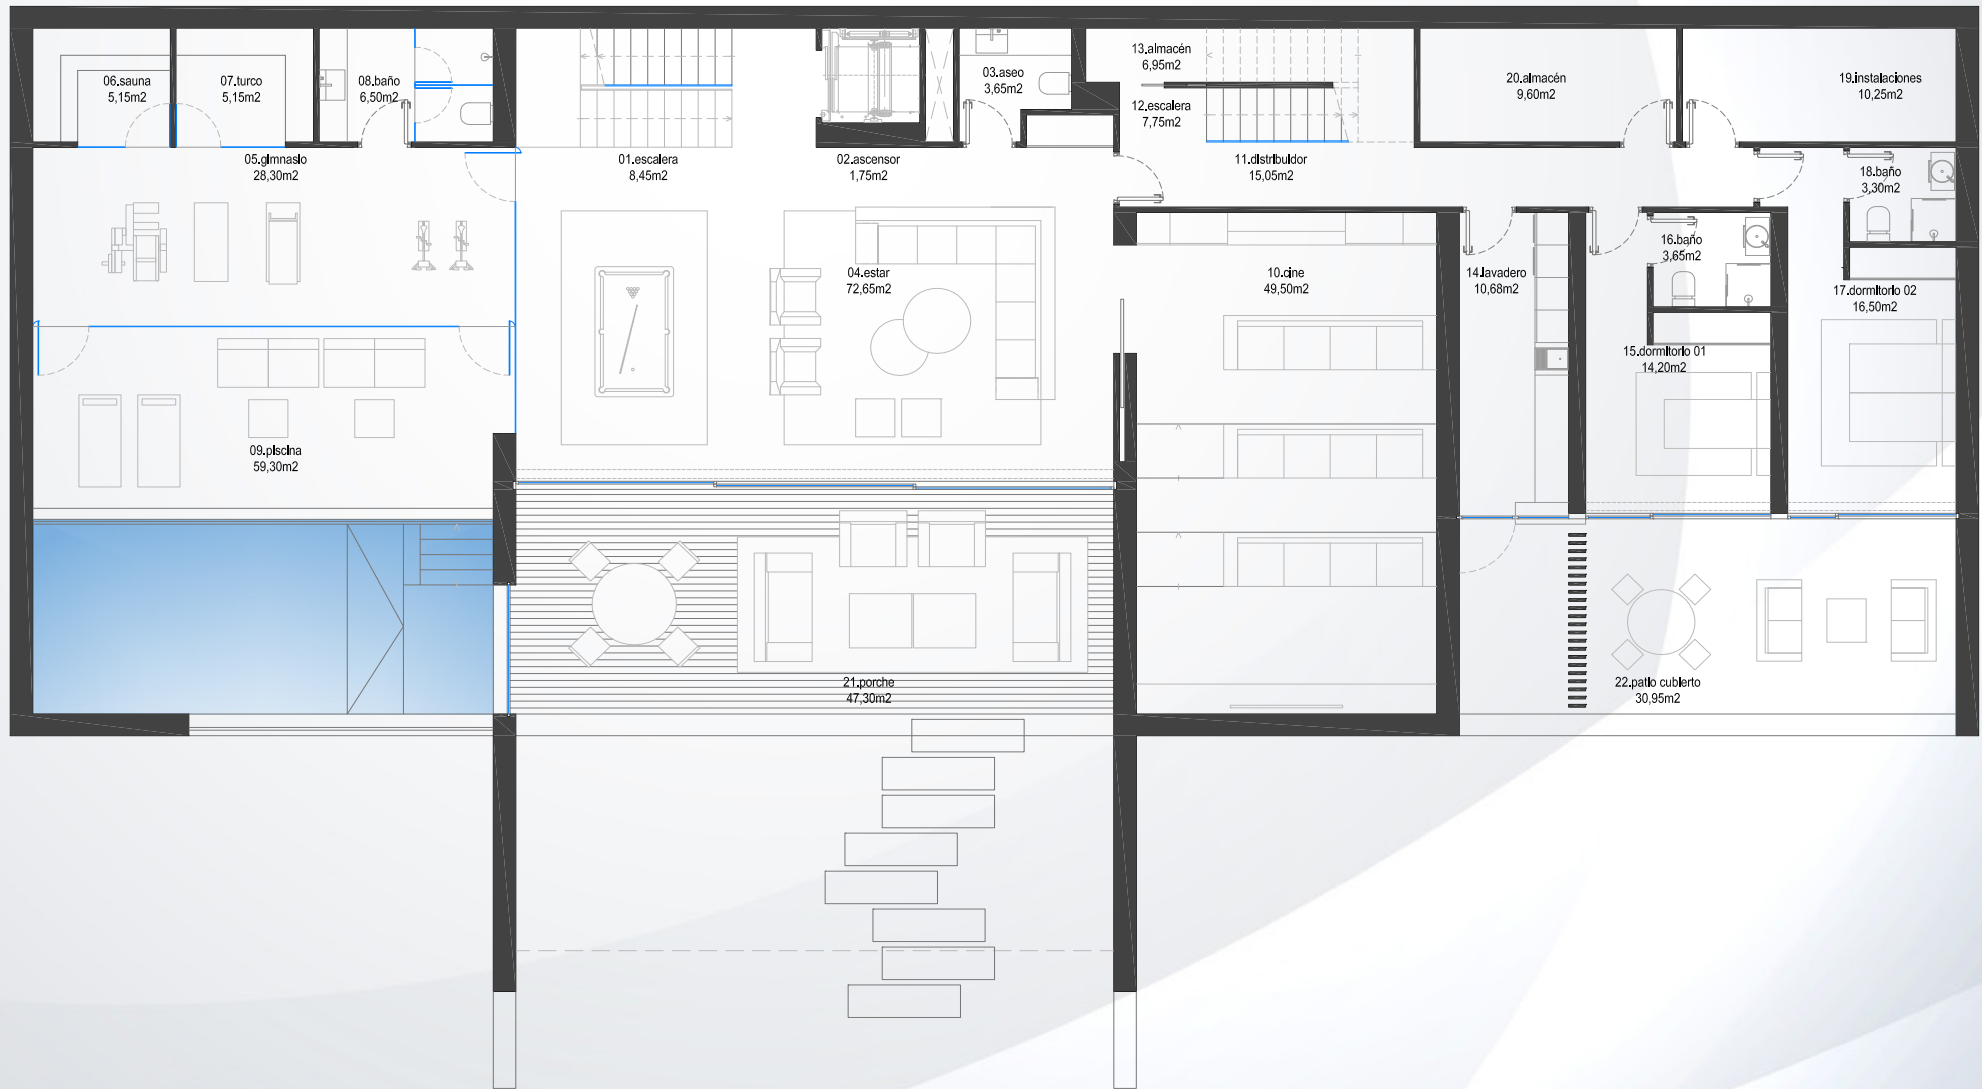 06.sauna
5,15m2
07.turco
5,15m2
08.baño
6,50m2
03.aseo
3,65m2
13.almacén
6,95m2
12.escalera
7,75m2
20.almacén
9,60m2
19.instalaciones
10,25m2
05.gimnasio
28,30m2
01.escalera
8,45m2
02.ascensor
1,75m2
11.distribuidor
15,05m2
18.baño
3,30m2
16.baño
3,65m2
04.estar
72,65m2
10.cine
49,50m2
14.lavadero
10,68m2
17.dormitorio 02
16,50m2
15.dormitorio 01
14,20m2
09.piscina
59,30m2
21.porche
47,30m2
22.patio cubierto
30,95m2